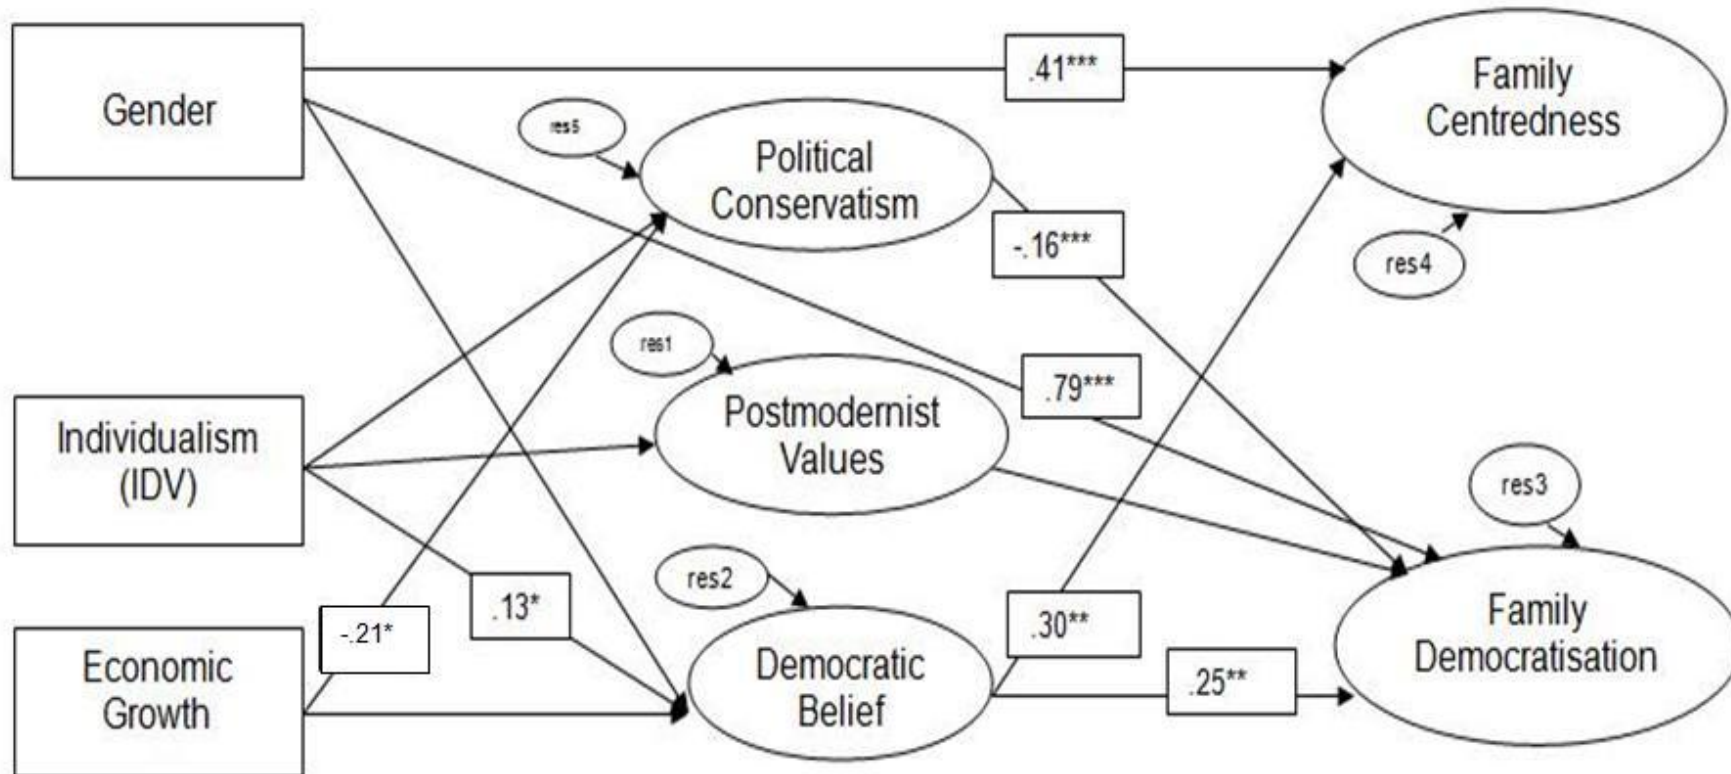 Gender
.41***
Family
Centredness
res5
Political
Conservatism
-.16***
res4
res1
Individualism
(IDV)
Postmodernist
Values
.79***
res3
res2
-.21*
.13*
.30**
Economic
Growth
Democratic
Belief
.25**
Family
Democratisation